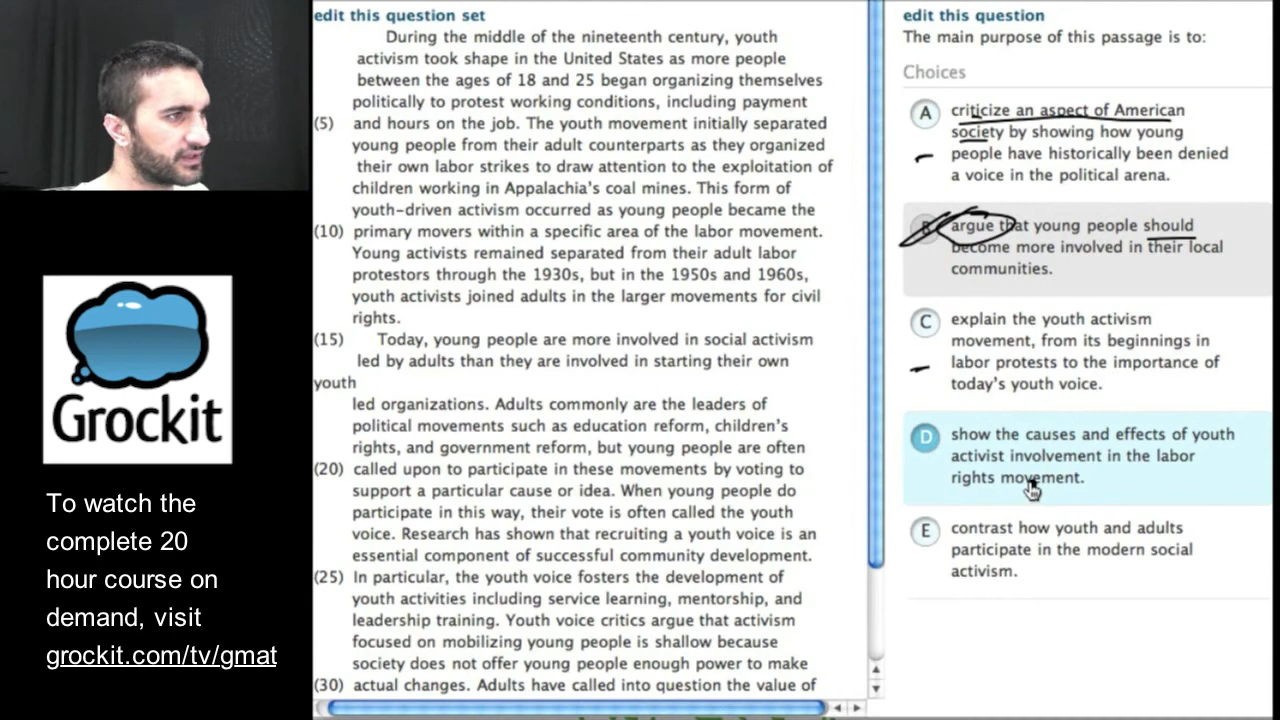 edit this question set
During the middle of the nineteenth century, youth
activism took shape in the United States as more people
between the ages of 18 and 25 began organizing themselves
politically to protest working conditions, including payment
(5) and hours on the job. The youth movement initially separated
young people from their adult counterparts as they organized
their own labor strikes to draw attention to the exploitation of
children working in Appalachia's coal mines. This form of
youth-driven activism occurred as young people became the
(10) primary movers within a specific area of the labor movement.
Young activists remained separated from their adult labor
protestors through the 1930s, but in the 1950s and 1960s,
youth activists joined adults in the larger movements for civil
rights.
(15) Today, young people are more involved in social activism
led by adults than they are involved in starting their own
youth
led organizations. Adults commonly are the leaders of
political movements such as education reform, children's
rights, and government reform, but young people are often
(20) called upon to participate in these movements by voting to
support a particular cause or idea. When young people do
participate in this way, their vote is often called the youth
voice. Research has shown that recruiting a youth voice is an
essential component of successful community development.
(25) In particular, the youth voice fosters the development of
youth activities including service learning, mentorship, and
leadership training. Youth voice critics argue that activism
focused on mobilizing young people is shallow because
society does not offer young people enough power to make
(30) actual changes. Adults have called into question the value of
edit this question
The main purpose of this passage is to:
Choices
A criticize an aspect of American
society by showing how young
people have historically been denied
a voice in the political arena.
B argue that young people should
become more involved in their local
communities.
C explain the youth activism
movement, from its beginnings in
labor protests to the importance of
today's youth voice.
D show the causes and effects of youth
activist involvement in the labor
rights movement.
E contrast how youth and adults
participate in the modern social
activism.
Grockit
To watch the
complete 20
hour course on
demand, visit
grockit.com/tv/gmat